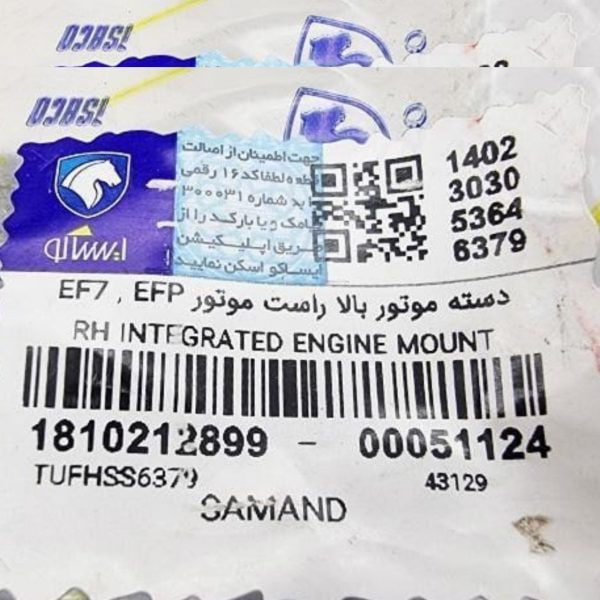 ISACO
ISACO
جهت اطمینان از اصالت
قطعه لطفا کد ۱۶ رقمی
را به شماره ۳۰۰۰۳۱
پیامک و یا بارکد را از
طریق اپلیکیشن
ایساکو اسکن نمایید
ایساکو
1402
3030
5364
6379
دسته موتور بالا راست موتور EF7 , EFP
RH INTEGRATED ENGINE MOUNT
1810212899 - 00051124
TUFHSS6379 43129
SAMAND